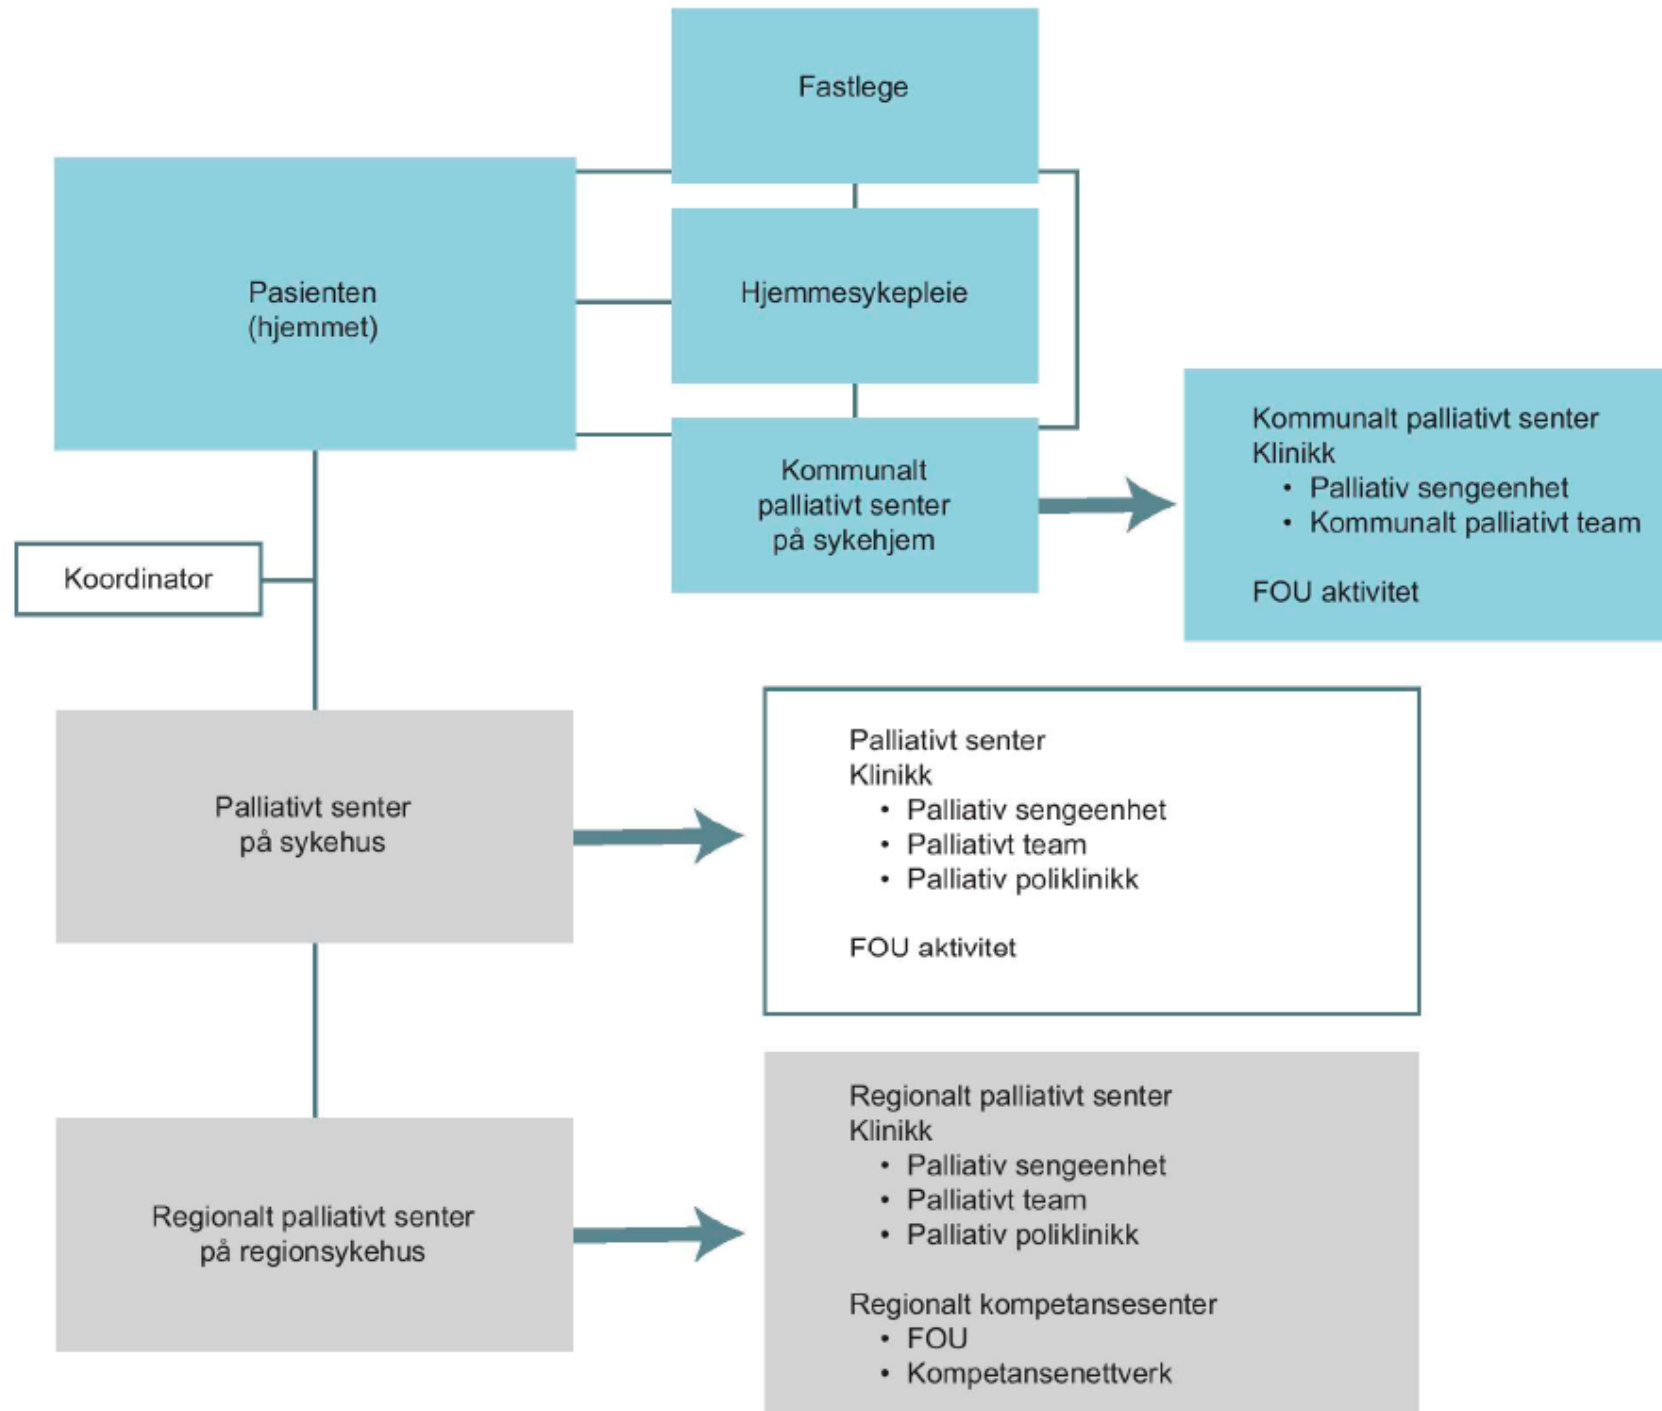 Fastlege
Pasienten
(hjemmet)
Hjemmesykepleie
Kommunalt
palliativt senter
på sykehjem
Kommunalt palliativt senter
Klinikk
• Palliativ sengeenhet
• Kommunalt palliativt team
FOU aktivitet
Koordinator
Palliativt senter
på sykehus
Palliativt senter
Klinikk
• Palliativ sengeenhet
• Palliativt team
• Palliativ poliklinikk
FOU aktivitet
Regionalt palliativt senter
på regionsykehus
Regionalt palliativt senter
Klinikk
• Palliativ sengeenhet
• Palliativt team
• Palliativ poliklinikk
Regionalt kompetansesenter
• FOU
• Kompetansenettverk